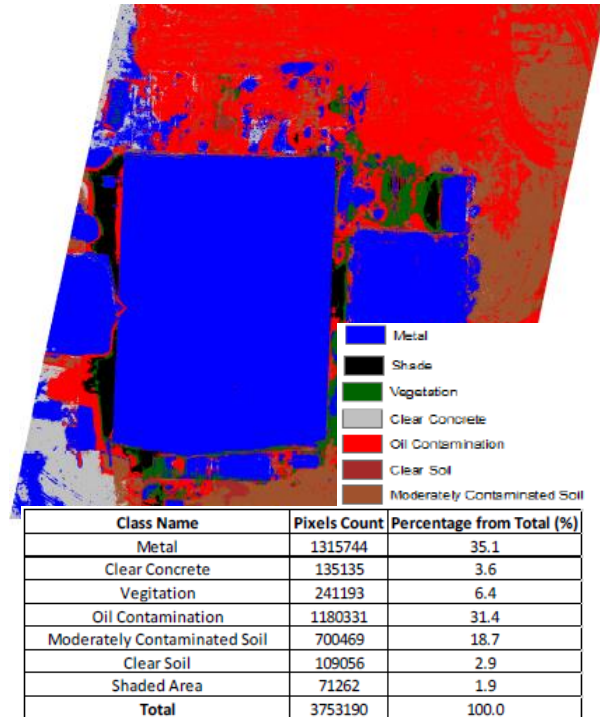 Metal
Shade
Vegetation
Clear Concrete
Oil Contamination
Clear Soil
Moderately Contaminated Soil
Class Name Pixels Count Percentage from Total (%)
Metal 1315744 35.1
Clear Concrete 135135 3.6
Vegitation 241193 6.4
Oil Contamination 1180331 31.4
Moderately Contaminated Soil 700469 18.7
Clear Soil 109056 2.9
Shaded Area 71262 1.9
Total 3753190 100.0